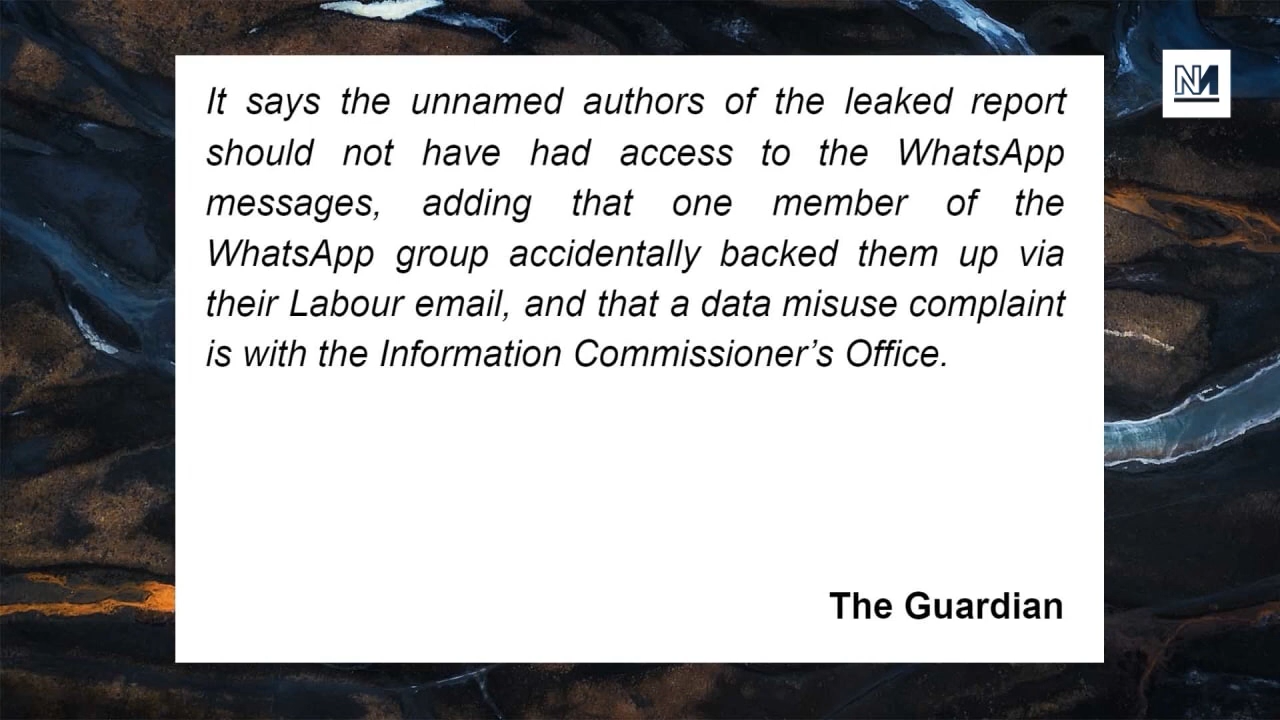 It says the unnamed authors of the leaked report
should not have had access to the WhatsApp
messages, adding that one member of the
WhatsApp group accidentally backed them up via
their Labour email, and that a data misuse complaint
is with the Information Commissioner’s Office.
The Guardian
NM